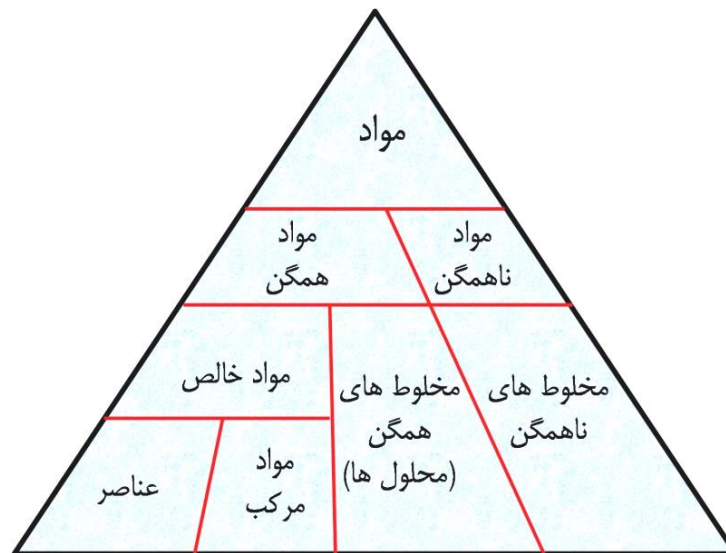 مواد
مواد
ناهمگن
مواد
همگن
مخلوط های
ناهمگن
مخلوط های
همگن
(محلول ها)
مواد خالص
مواد
مرکب
عناصر